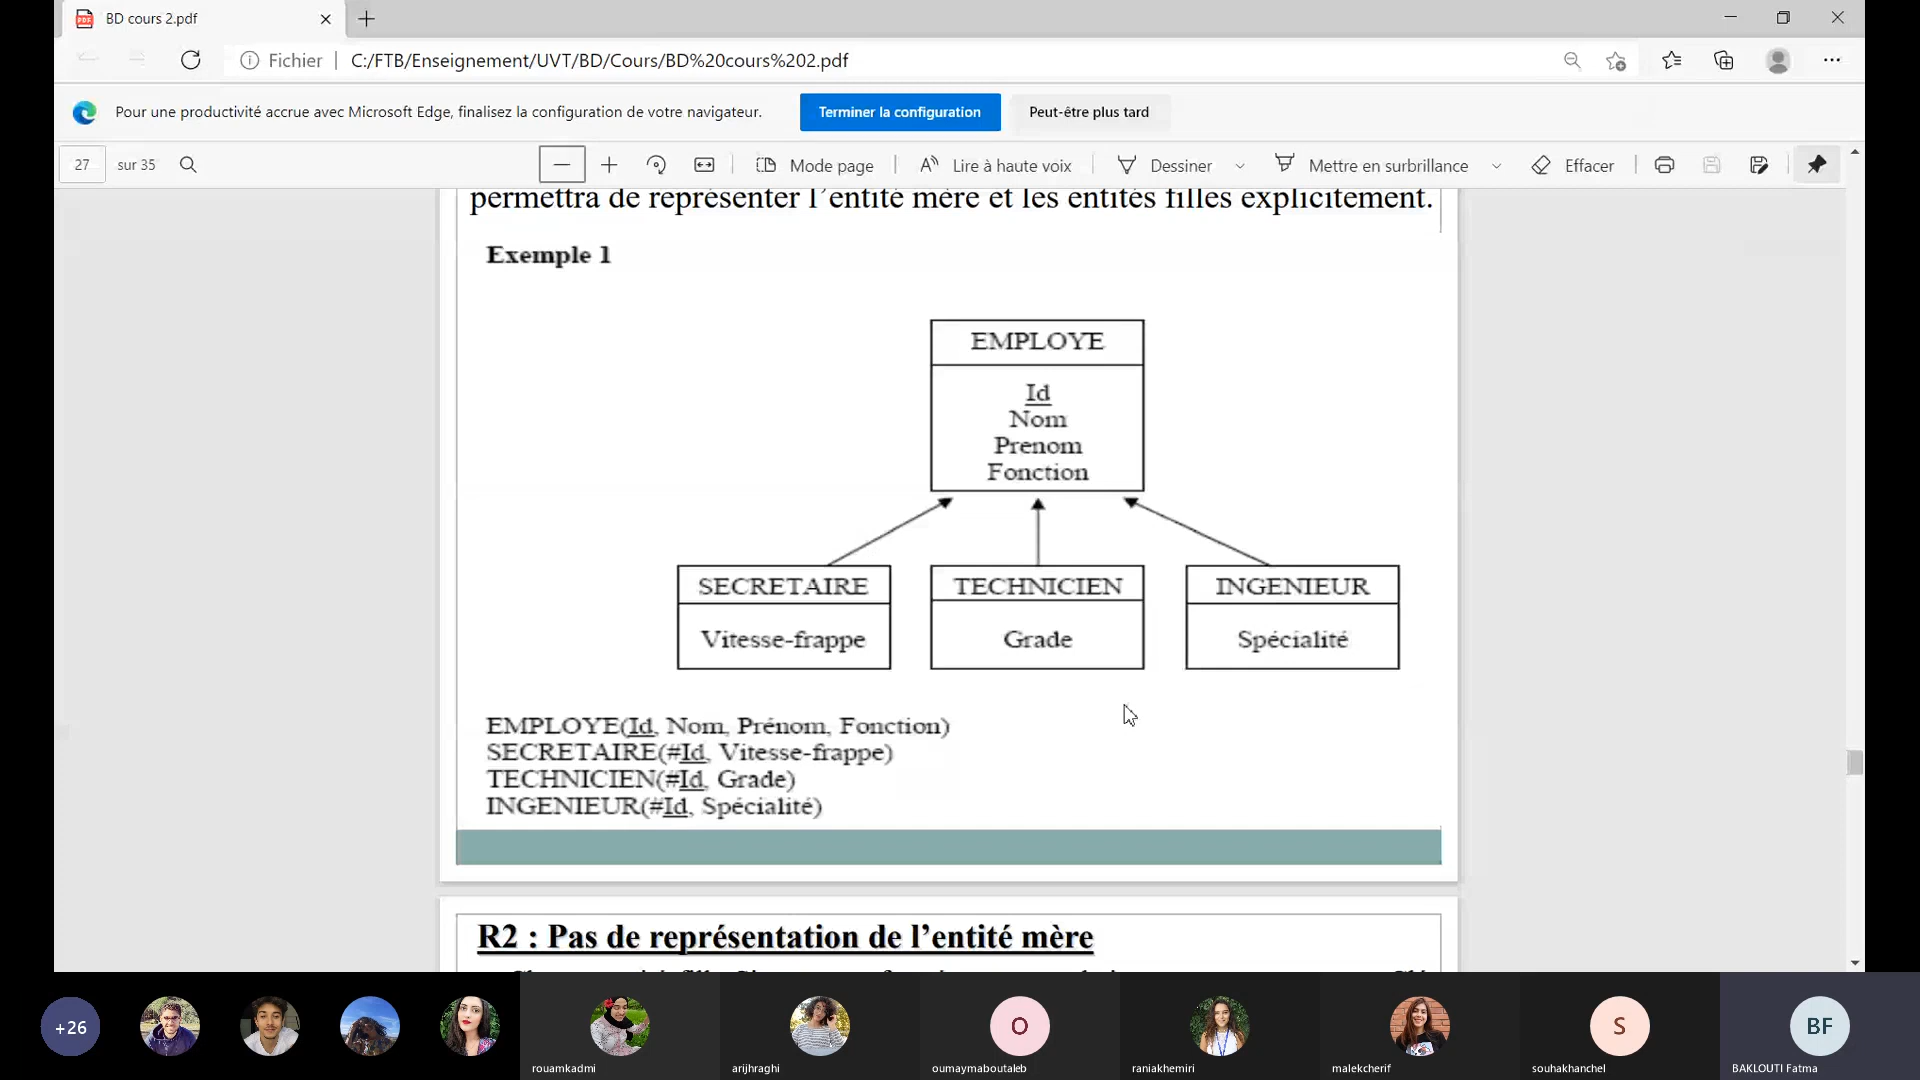 BD cours 2.pdf
Fichier C:/FTB/Enseignement/UVT/BD/Cours/BD%20cours%202.pdf
Pour une productivité accrue avec Microsoft Edge, finalisez la configuration de votre navigateur. Terminer la configuration Peut-être plus tard
27 sur 35 Mode page Lire à haute voix Dessiner Mettre en surbrillance Effacer
permettra de représenter l’entité mère et les entités filles explicitement.
Exemple 1
EMPLOYE
Id
Nom
Prenom
Fonction
SECRETAIRE TECHNICIEN INGENIEUR
Vitesse-frappe Grade Spécialité
EMPLOYE(Id, Nom, Prénom, Fonction)
SECRETAIRE(#Id, Vitesse-frappe)
TECHNICIEN(#Id, Grade)
INGENIEUR(#Id, Spécialité)
R2 : Pas de représentation de l’entité mère
+26 O S BF
rouamkadmi arijhraghi oumaymaboutaleb raniakhemiri malekcherif souhakhanchel BAKLOUTI Fatma